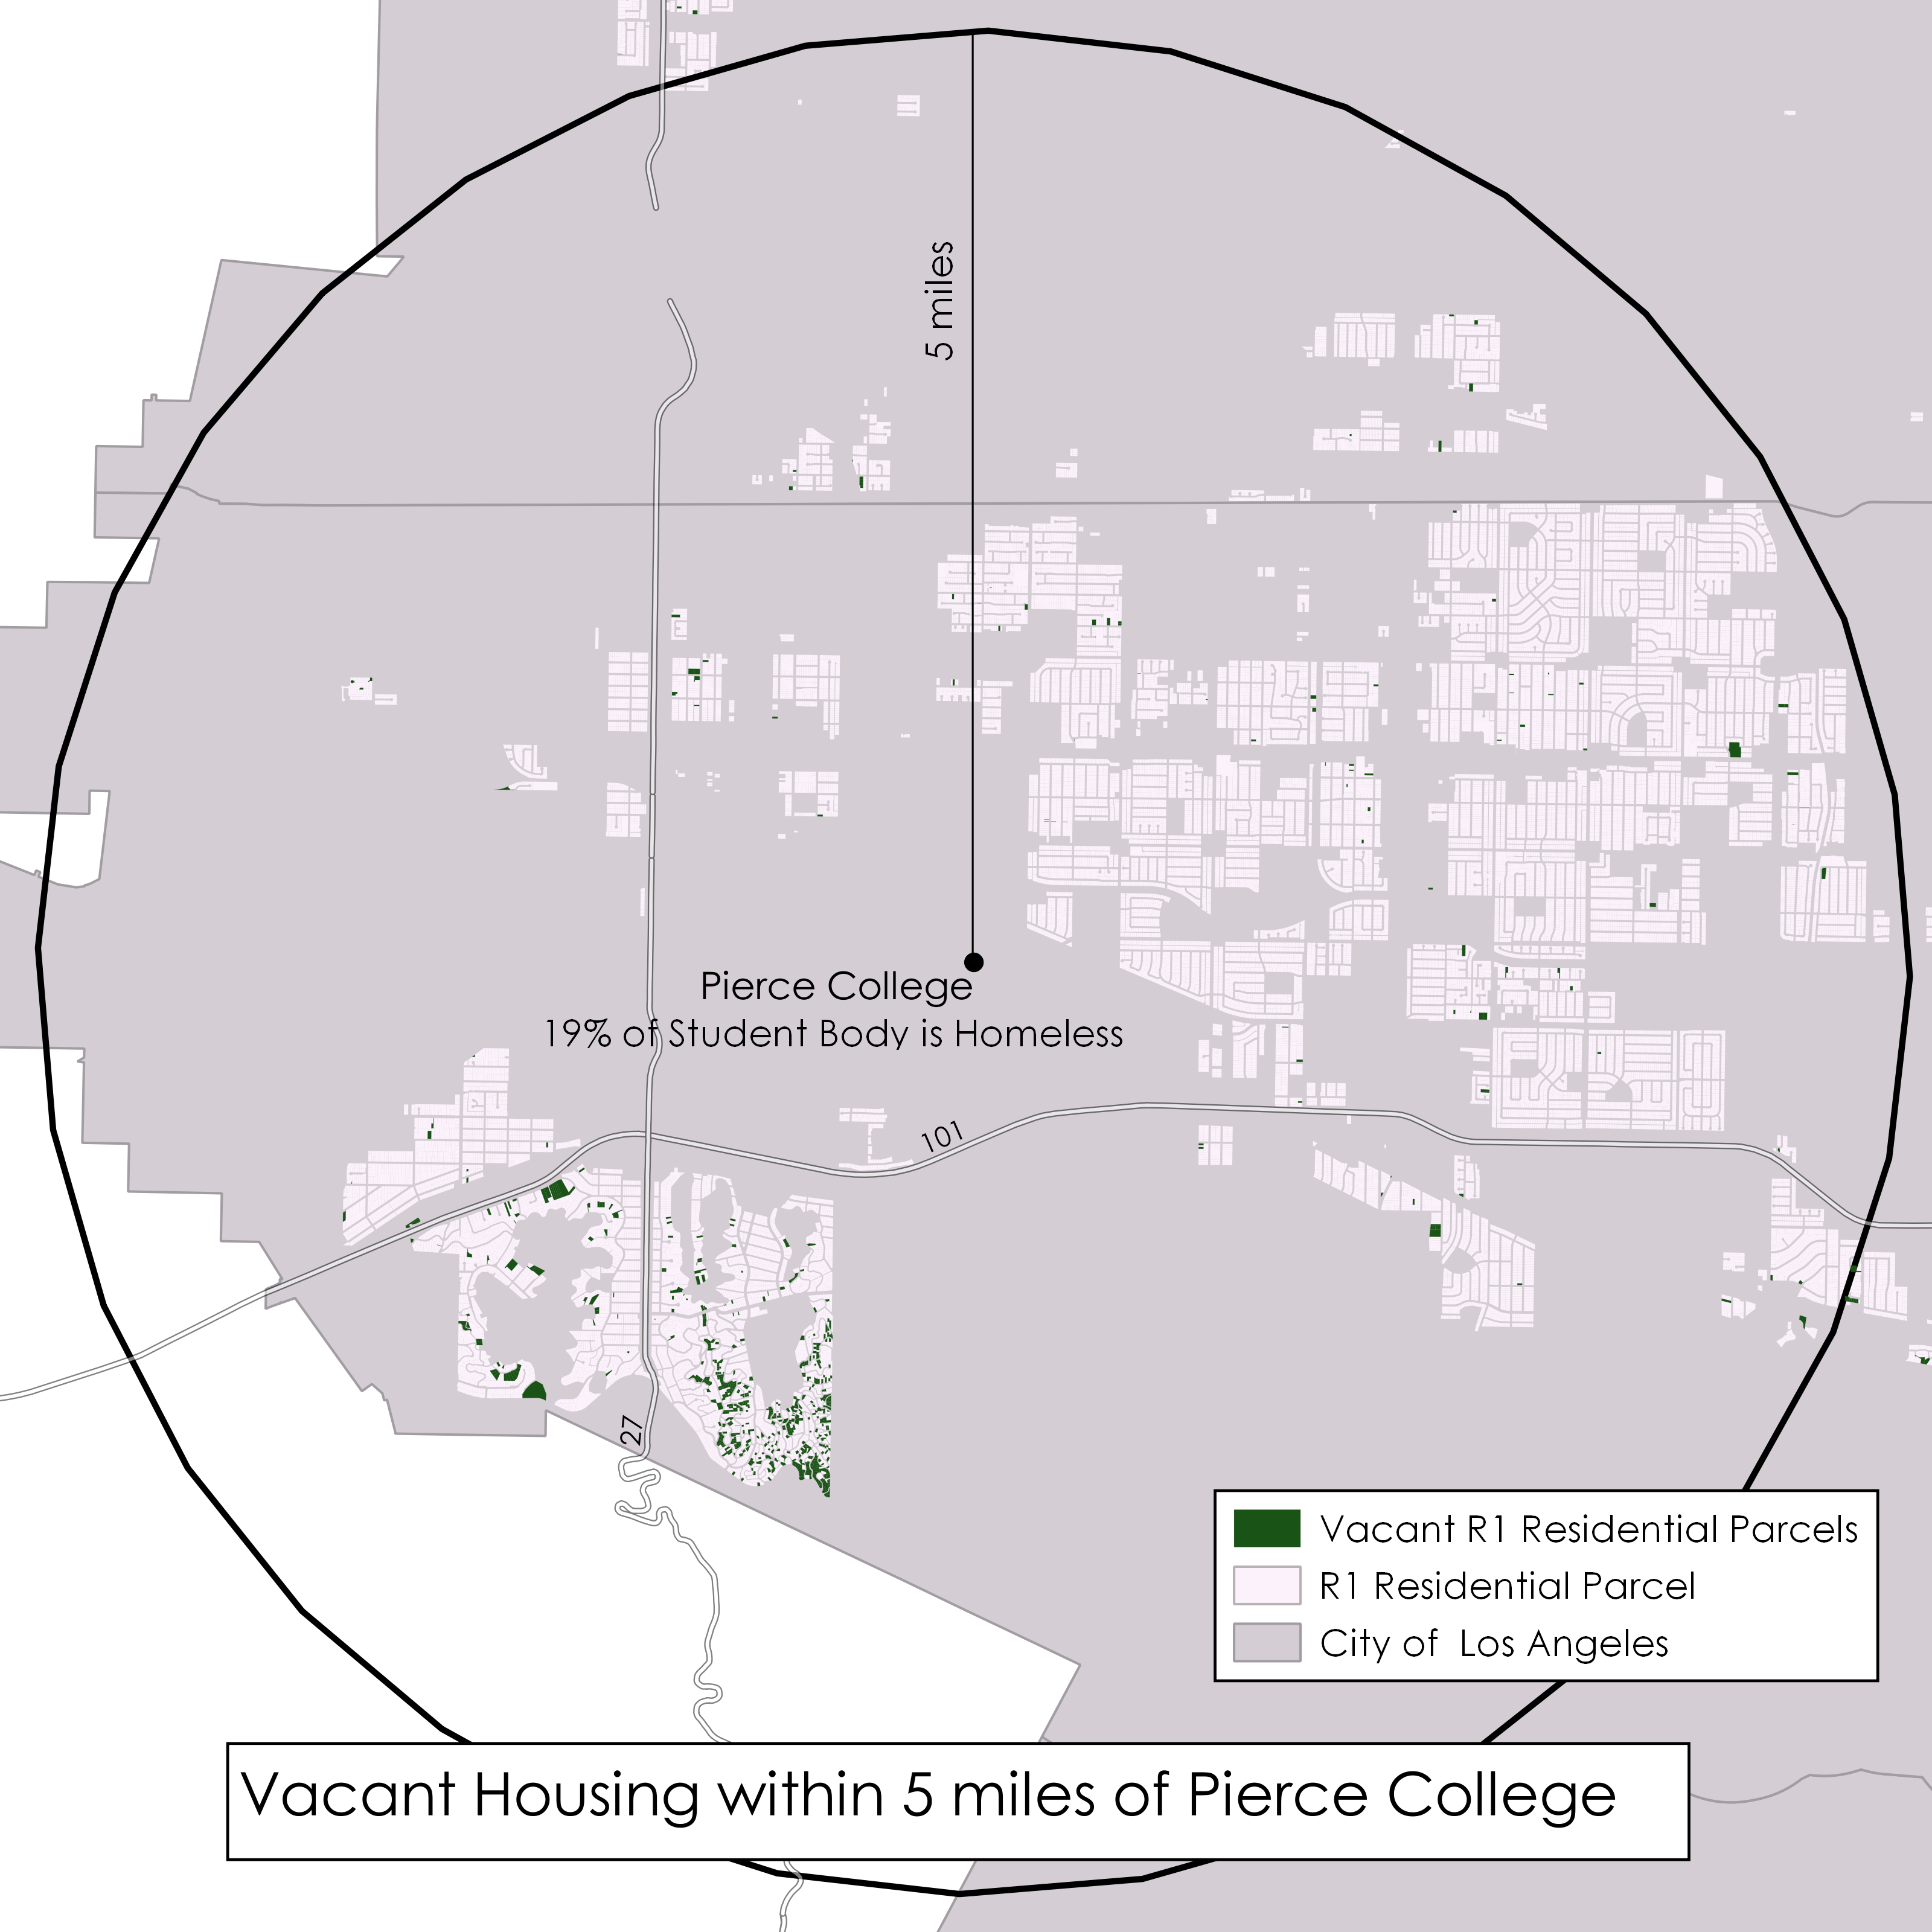 5 miles
Pierce College
19% of Student Body is Homeless
101
27
Vacant R1 Residential Parcels
R1 Residential Parcel
City of  Los Angeles
Vacant Housing within 5 miles of Pierce College